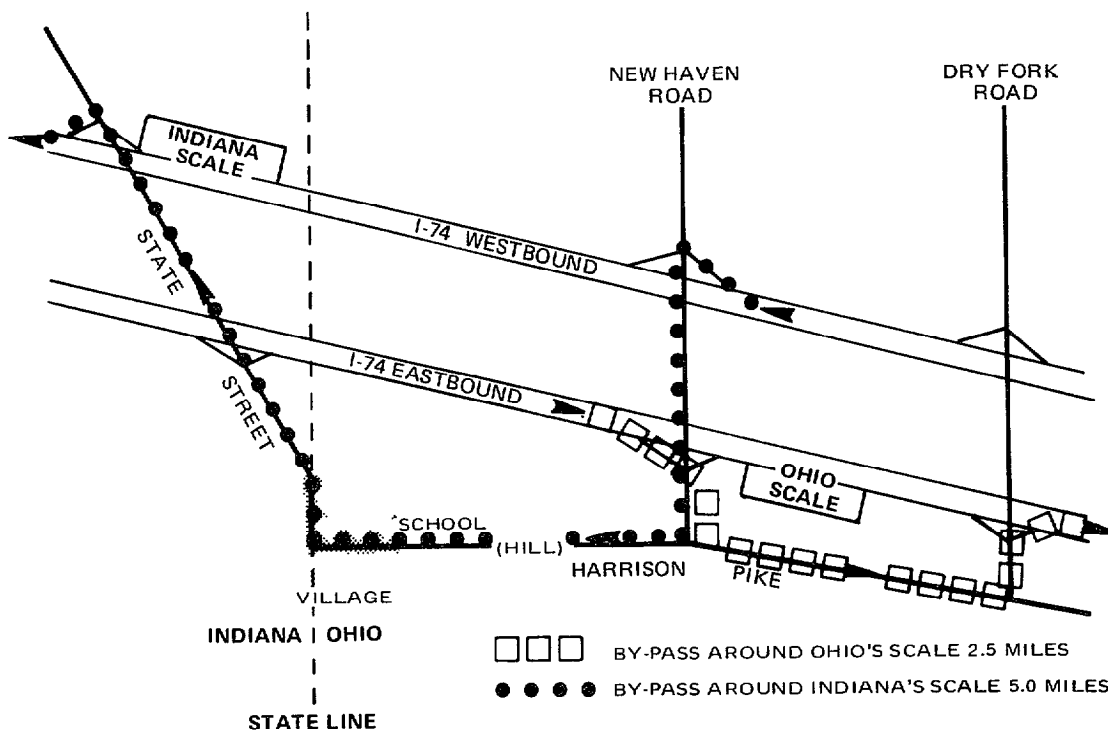 NEW HAVEN
ROAD
DRY FORK
ROAD
INDIANA
SCALE
I-74 WESTBOUND
STATE
STREET
I-74 EASTBOUND
OHIO
SCALE
SCHOOL
(HILL)
HARRISON
PIKE
VILLAGE
INDIANA
OHIO
BY-PASS AROUND OHIO'S SCALE 2.5 MILES
BY-PASS AROUND INDIANA'S SCALE 5.0 MILES
STATE LINE